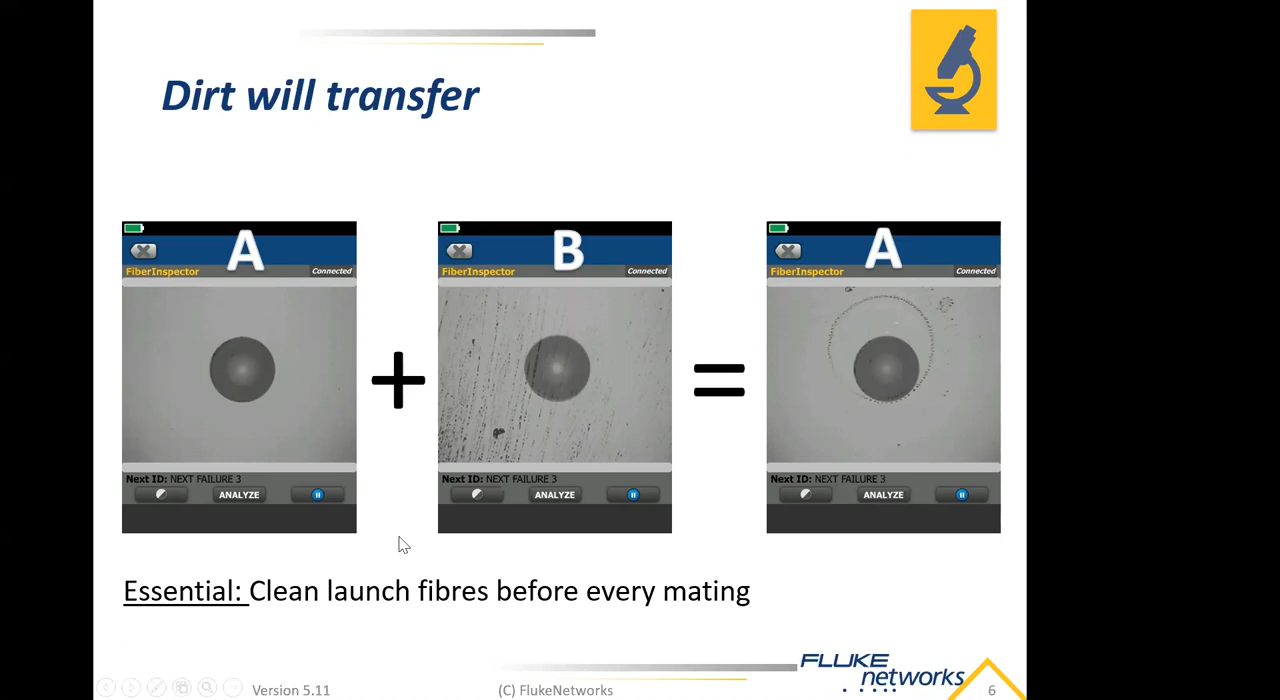 Dirt will transfer
A
FiberInspector
Connected
Next ID: NEXT FAILURE 3
ANALYZE
B
FiberInspector
Connected
Next ID: NEXT FAILURE 3
ANALYZE
A
FiberInspector
Connected
Next ID: NEXT FAILURE 3
ANALYZE
+
=
Essential: Clean launch fibres before every mating
Version 5.11
(C) FlukeNetworks
FLUKE
networks
6